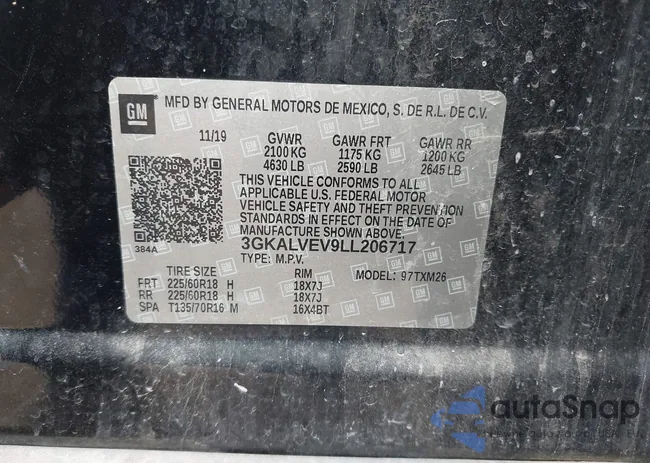 GM
MFD BY GENERAL MOTORS DE MEXICO, S. DE R.L. DE C.V.
11/19 GVWR GAWR FRT GAWR RR
2100 KG 1175 KG 1200 KG
4630 LB 2590 LB 2645 LB
THIS VEHICLE CONFORMS TO ALL
APPLICABLE U.S. FEDERAL MOTOR
VEHICLE SAFETY AND THEFT PREVENTION
STANDARDS IN EFFECT ON THE DATE OF
MANUFACTURE SHOWN ABOVE.
384A
3GKALVEV9LL206717
TYPE: M.P.V.
TIRE SIZE RIM MODEL: 97TXM26
FRT 225/60R18 H 18X7J
RR 225/60R18 H 18X7J
SPA T135/70R16 M 16X4BT
autoSnap